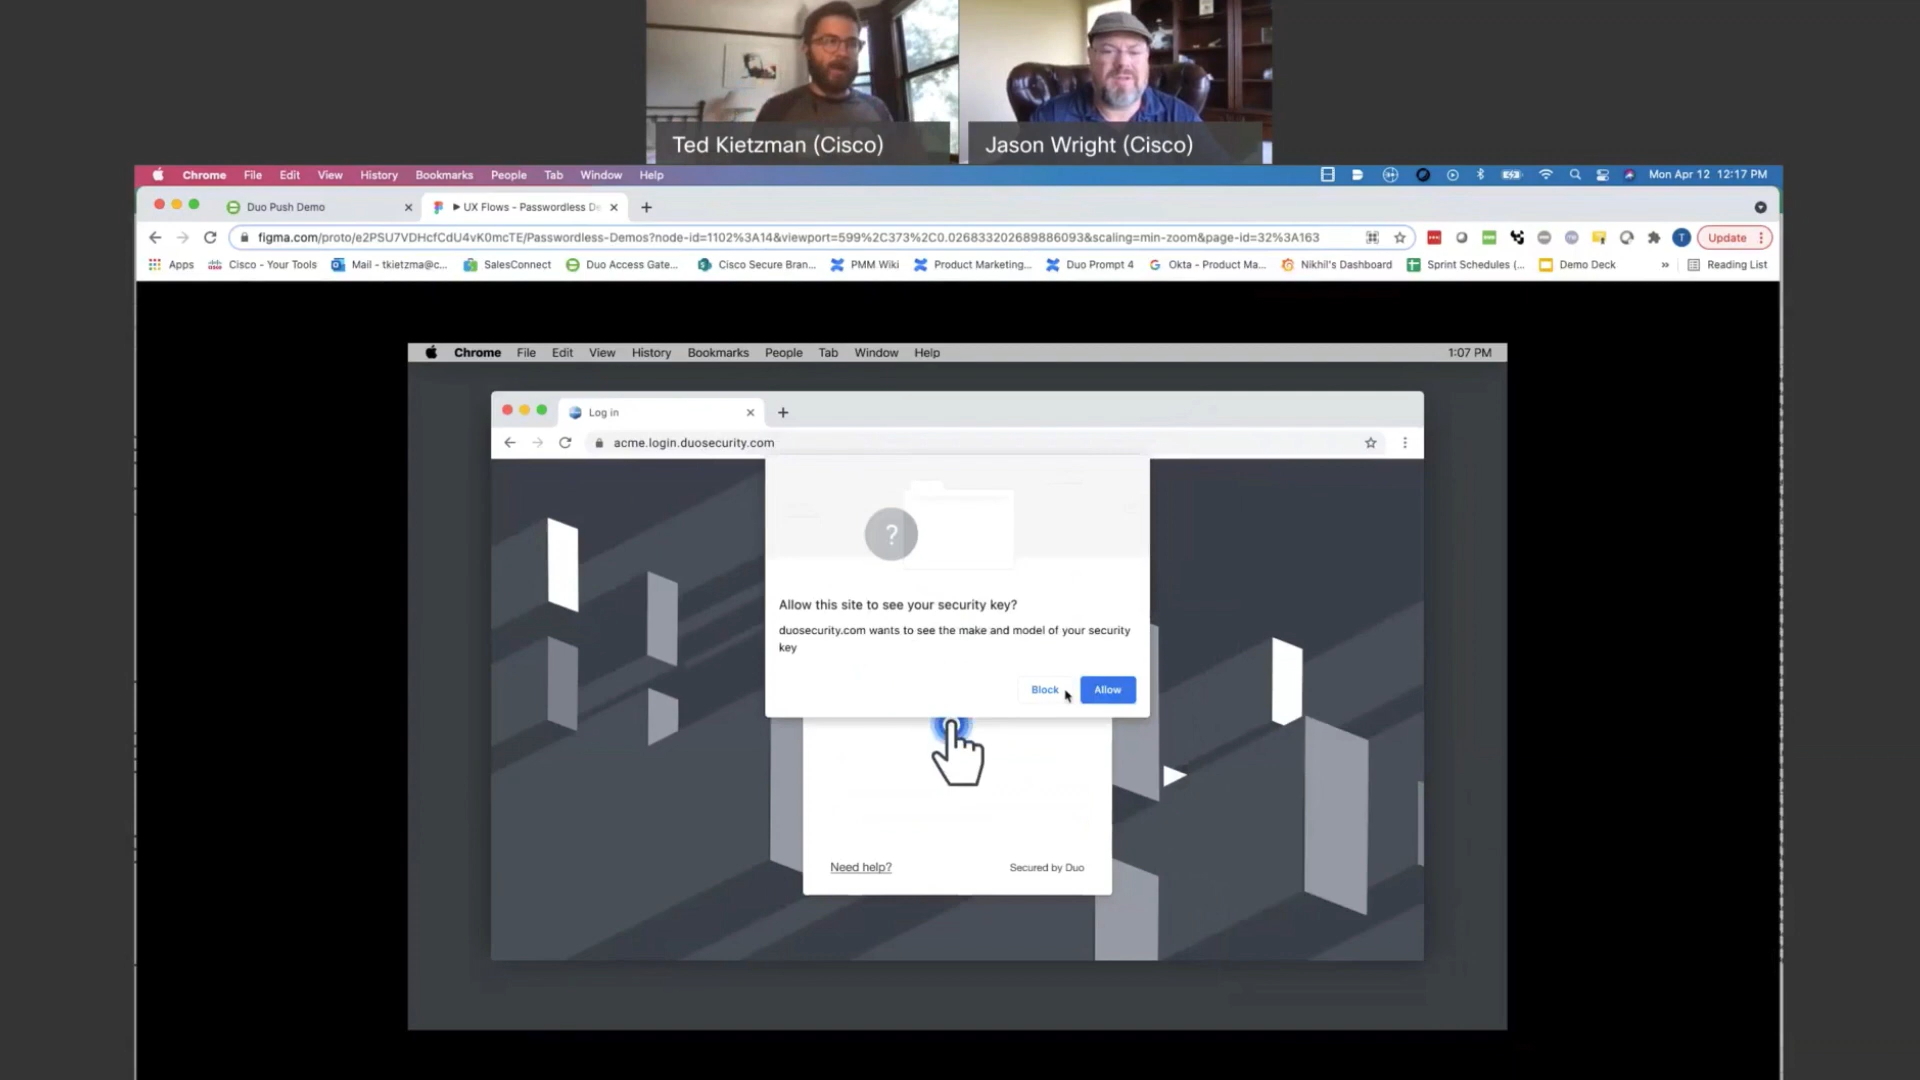 Ted Kietzman (Cisco)
Jason Wright (Cisco)
Chrome File Edit View History Bookmarks People Tab Window Help
Mon Apr 12 12:17 PM
Duo Push Demo
UX Flows - Passwordless De
figma.com/proto/e2PSU7VDHcfCdU4vK0mcTE/Passwordless-Demos?node-id=1102%3A14&viewport=599%2C373%2C0.026833202689886093&scaling=min-zoom&page-id=32%3A163
T
Update
Apps
Cisco - Your Tools
Mail - tkietzma@c...
SalesConnect
Duo Access Gate...
Cisco Secure Bran...
PMM Wiki
Product Marketing...
Duo Prompt 4
Okta - Product Ma...
Nikhil's Dashboard
Sprint Schedules (...
Demo Deck
»
Reading List
Chrome File Edit View History Bookmarks People Tab Window Help
1:07 PM
Log in
acme.login.duosecurity.com
?
Allow this site to see your security key?
duosecurity.com wants to see the make and model of your security
key
Block
Allow
Need help?
Secured by Duo